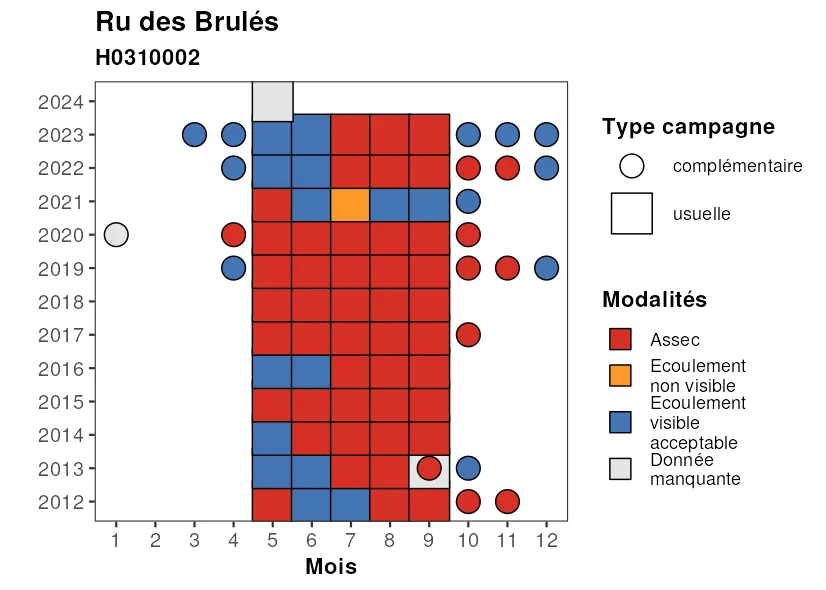 Ru des Brulés
H0310002
2024
2023
2022
2021
2020
2019
2018
2017
2016
2015
2014
2013
2012
1 2 3 4 5 6 7 8 9 10 11 12
Mois
Type campagne
complémentaire
usuelle
Modalités
Assec
Ecoulement
non visible
Ecoulement
visible
acceptable
Donnée
manquante